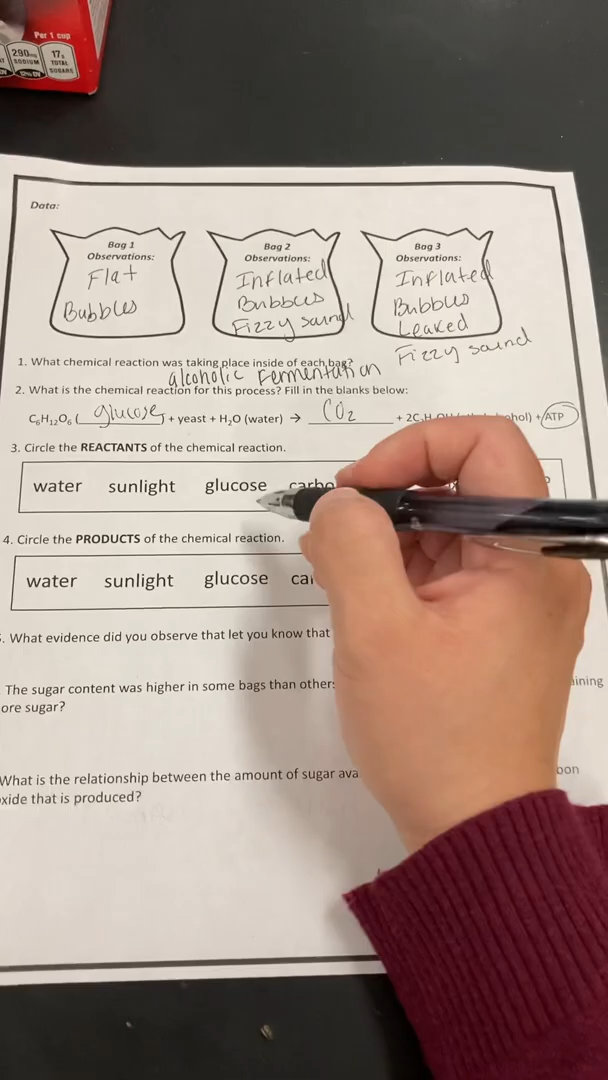 Per 1 cup
290mg
SODIUM
17g
TOTAL
SUGARS
Data:
Bag 1
Observations:
Flat
Bubbles
Bag 2
Observations:
Inflated
Bubbles
Fizzy sound
Bag 3
Observations:
Inflated
Bubbles
Leaked
Fizzy sound
1. What chemical reaction was taking place inside of each bag?
alcoholic Fermentation
2. What is the chemical reaction for this process? Fill in the blanks below:
C₆H₁₂O₆ (glucose) + yeast + H₂O (water) → CO₂ + 2C₂H ATP
3. Circle the REACTANTS of the chemical reaction.
water sunlight glucose carbo
4. Circle the PRODUCTS of the chemical reaction.
water sunlight glucose
. What evidence did you observe that let you know that
The sugar content was higher in some bags than others aining
ore sugar?
What is the relationship between the amount of sugar ava bon
xide that is produced?